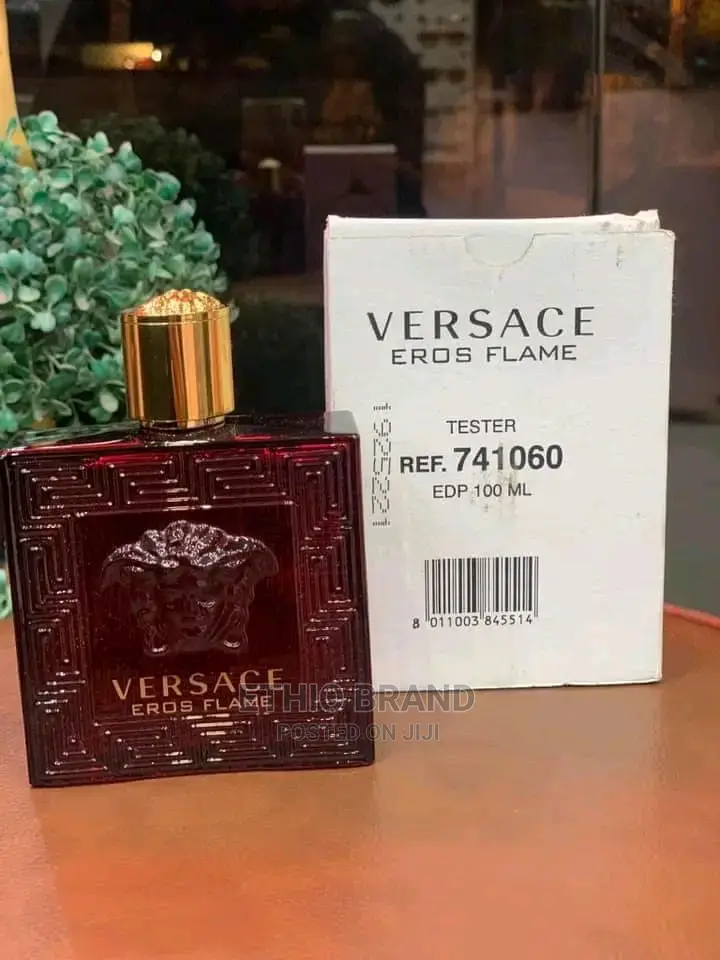 VERSACE
EROS FLAME
TESTER
REF. 741060
EDP 100 ML
8 011003 845514
VERSACE
EROS FLAME
ETHIO BRAND
POSTED ON JIJI